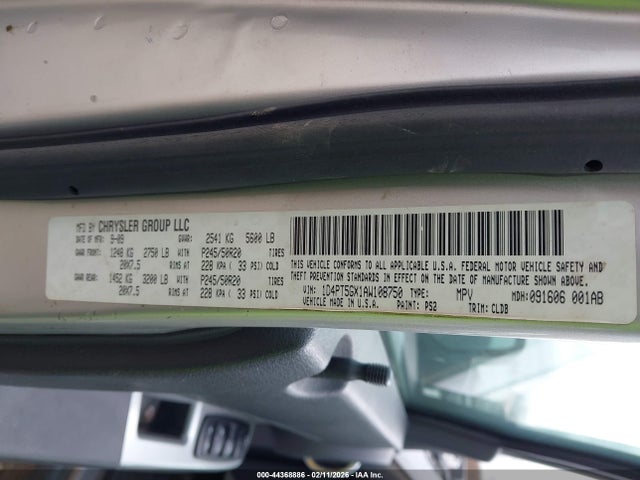 MFD BY CHRYSLER GROUP LLC
DATE OF MFR 9-09 GVWR: 2541 KG 5600 LB
GAWR FRONT: 1248 KG 2750 LB P245/50R20 TIRES
20X7.5 RIMS AT 228 KPA ( 33 PSI) COLD
GAWR REAR: 1452 KG 3200 LB P245/50R20 TIRES
20X7.5 RIMS AT 228 KPA ( 33 PSI) COLD
THIS VEHICLE CONFORMS TO ALL APPLICABLE U.S.A. FEDERAL MOTOR VEHICLE SAFETY AND
THEFT PREVENTION STANDARDS IN EFFECT ON THE DATE OF MANUFACTURE SHOWN ABOVE.
VIN: 1D4PT5GX1AW108750 TYPE: MPV MDH: 091606 001AB
VEHICLE MADE IN U.S.A. PAINT: PS2 TRIM: CLDB
000-44368886 - 02/11/2026 - IAA Inc.